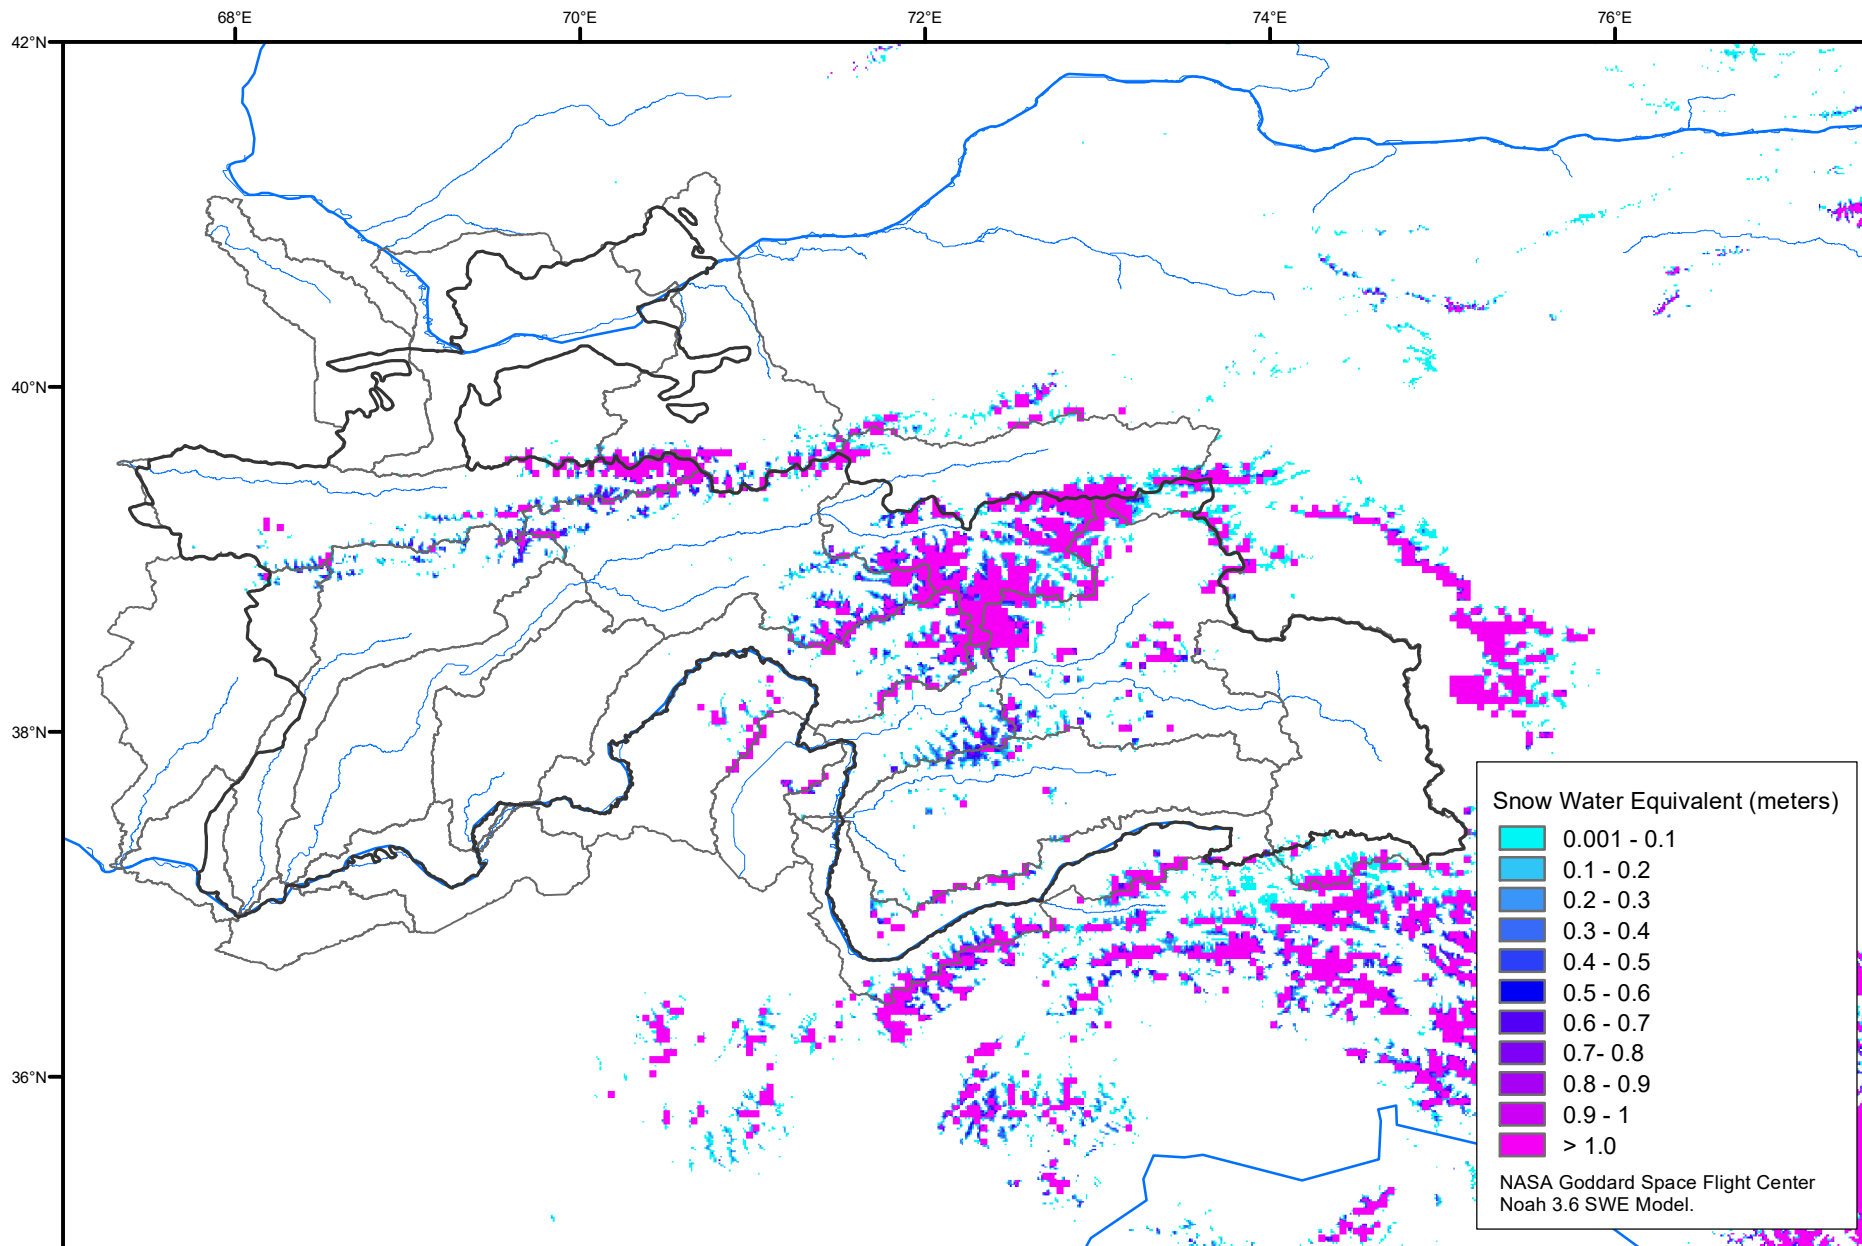 68°E 70°E 72°E 74°E 76°E
42°N
40°N
38°N
36°N
Snow Water Equivalent (meters)
0.001 - 0.1
0.1 - 0.2
0.2 - 0.3
0.3 - 0.4
0.4 - 0.5
0.5 - 0.6
0.6 - 0.7
0.7- 0.8
0.8 - 0.9
0.9 - 1
> 1.0
NASA Goddard Space Flight Center
Noah 3.6 SWE Model.